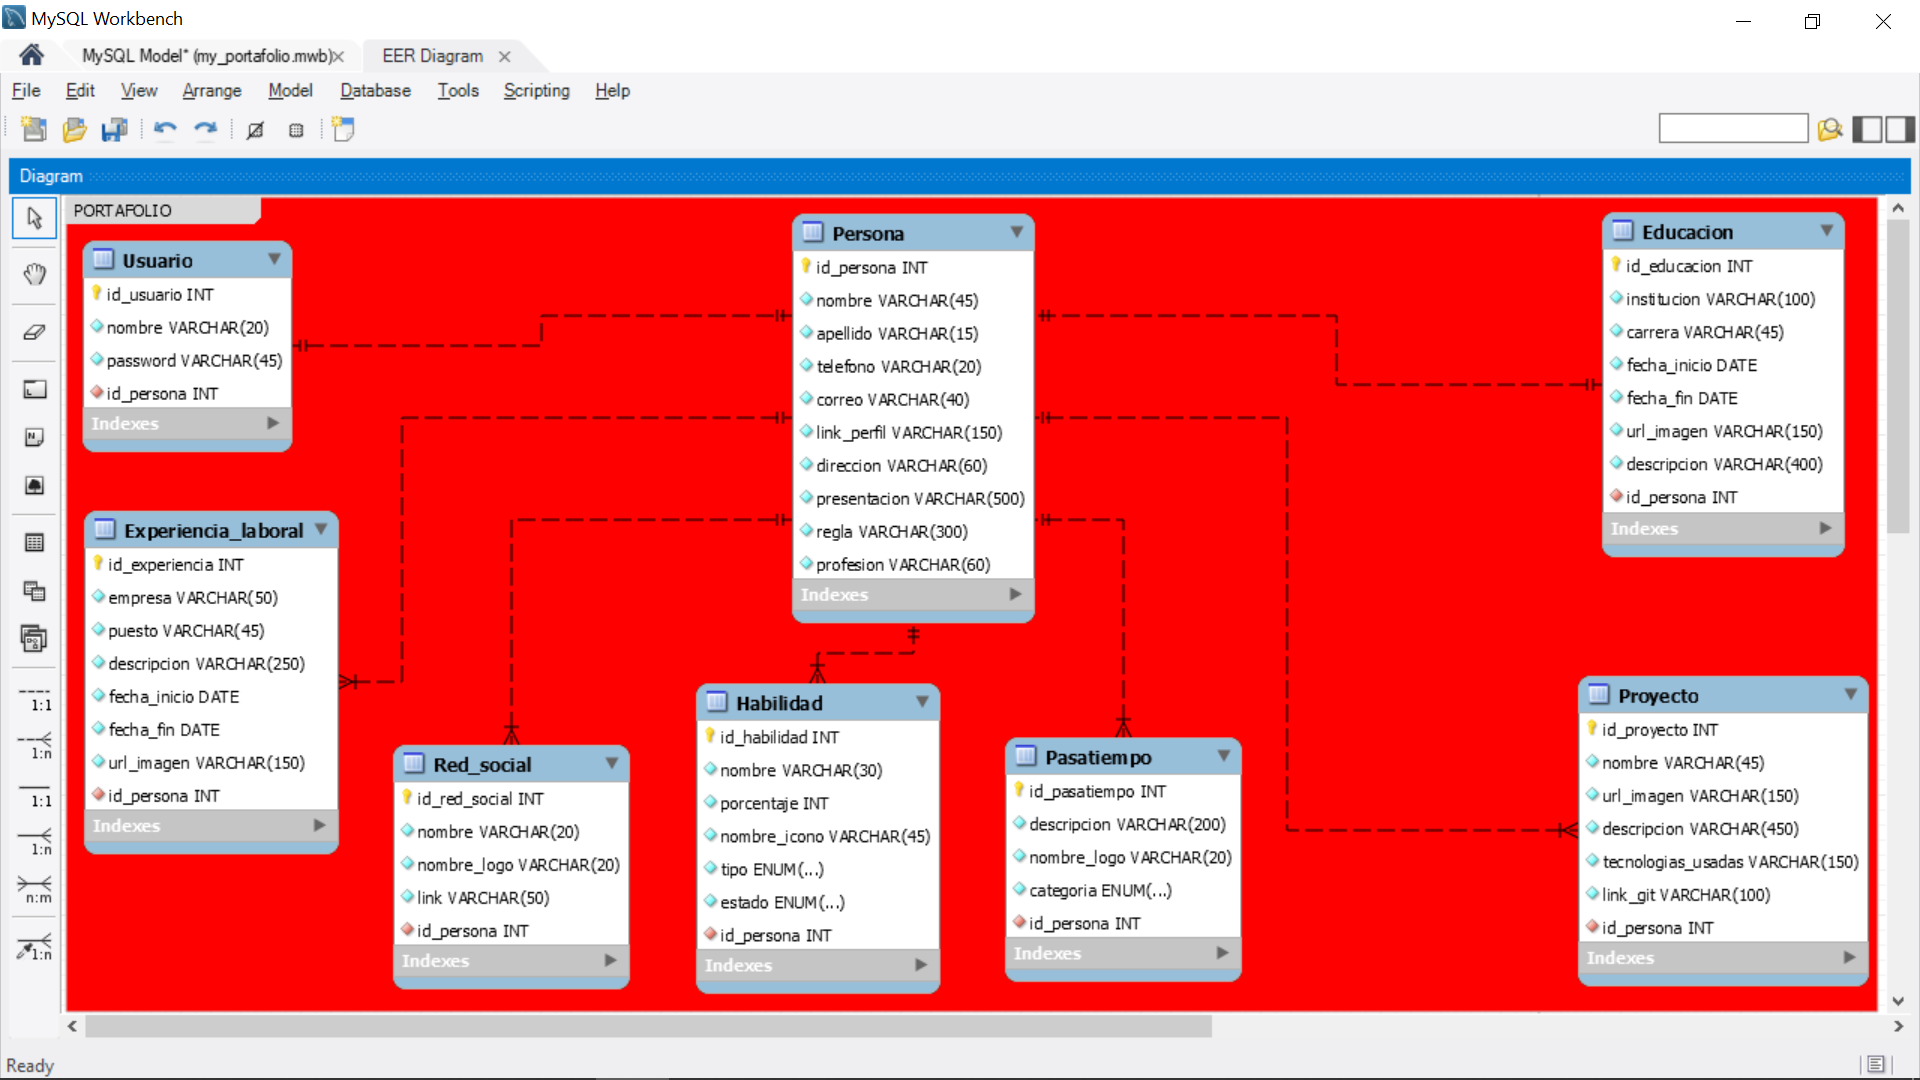 MySQL Workbench
MySQL Model* (my_portafolio.mwb)
EER Diagram
File Edit View Arrange Model Database Tools Scripting Help
Diagram
PORTAFOLIO
Usuario
id_usuario INT
nombre VARCHAR(20)
password VARCHAR(45)
id_persona INT
Indexes
Persona
id_persona INT
nombre VARCHAR(45)
apellido VARCHAR(15)
telefono VARCHAR(20)
correo VARCHAR(40)
link_perfil VARCHAR(150)
direccion VARCHAR(60)
presentacion VARCHAR(500)
regla VARCHAR(300)
profesion VARCHAR(60)
Indexes
Educacion
id_educacion INT
institucion VARCHAR(100)
carrera VARCHAR(45)
fecha_inicio DATE
fecha_fin DATE
url_imagen VARCHAR(150)
descripcion VARCHAR(400)
id_persona INT
Indexes
Experiencia_laboral
id_experiencia INT
empresa VARCHAR(50)
puesto VARCHAR(45)
descripcion VARCHAR(250)
fecha_inicio DATE
fecha_fin DATE
url_imagen VARCHAR(150)
id_persona INT
Indexes
Red_social
id_red_social INT
nombre VARCHAR(20)
nombre_logo VARCHAR(20)
link VARCHAR(50)
id_persona INT
Indexes
Habilidad
id_habilidad INT
nombre VARCHAR(30)
porcentaje INT
nombre_icono VARCHAR(45)
tipo ENUM(...)
estado ENUM(...)
id_persona INT
Indexes
Pasatiempo
id_pasatiempo INT
descripcion VARCHAR(200)
nombre_logo VARCHAR(20)
categoria ENUM(...)
id_persona INT
Indexes
Proyecto
id_proyecto INT
nombre VARCHAR(45)
url_imagen VARCHAR(150)
descripcion VARCHAR(450)
tecnologias_usadas VARCHAR(150)
link_git VARCHAR(100)
id_persona INT
Indexes
1:1
1:n
1:1
1:n
n:m
1:n
Ready